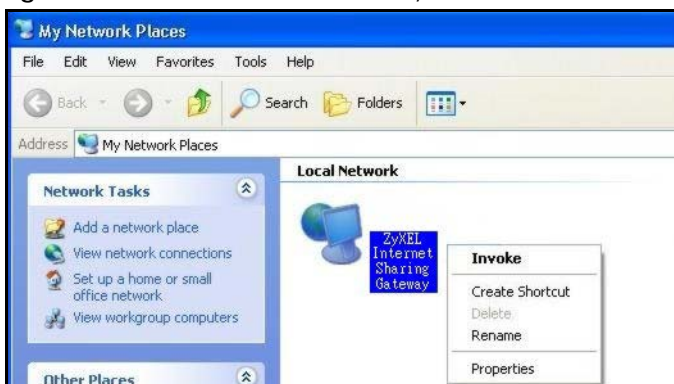 My Network Places
File Edit View Favorites Tools Help
Back Search Folders
Address My Network Places
Network Tasks
Add a network place
View network connections
Set up a home or small
office network
View workgroup computers
Other Places
Local Network
ZyXEL
Internet
Sharing
Gateway
Invoke
Create Shortcut
Delete
Rename
Properties